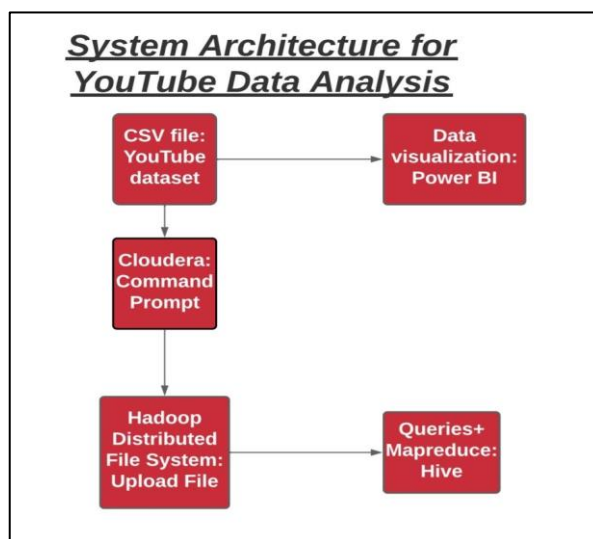 System Architecture for
YouTube Data Analysis
CSV file:
YouTube
dataset
Data
visualization:
Power BI
Cloudera:
Command
Prompt
Hadoop
Distributed
File System:
Upload File
Queries+
Mapreduce:
Hive